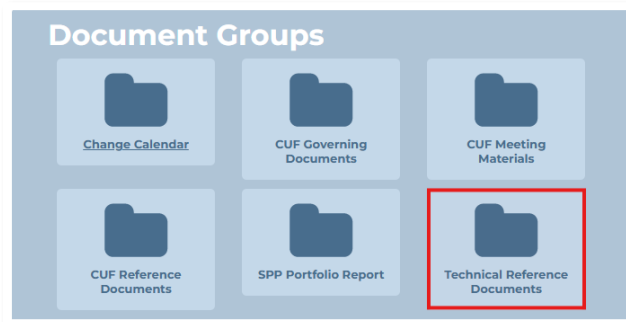 Document Groups
Change Calendar
CUF Governing
Documents
CUF Meeting
Materials
CUF Reference
Documents
SPP Portfolio Report
Technical Reference
Documents